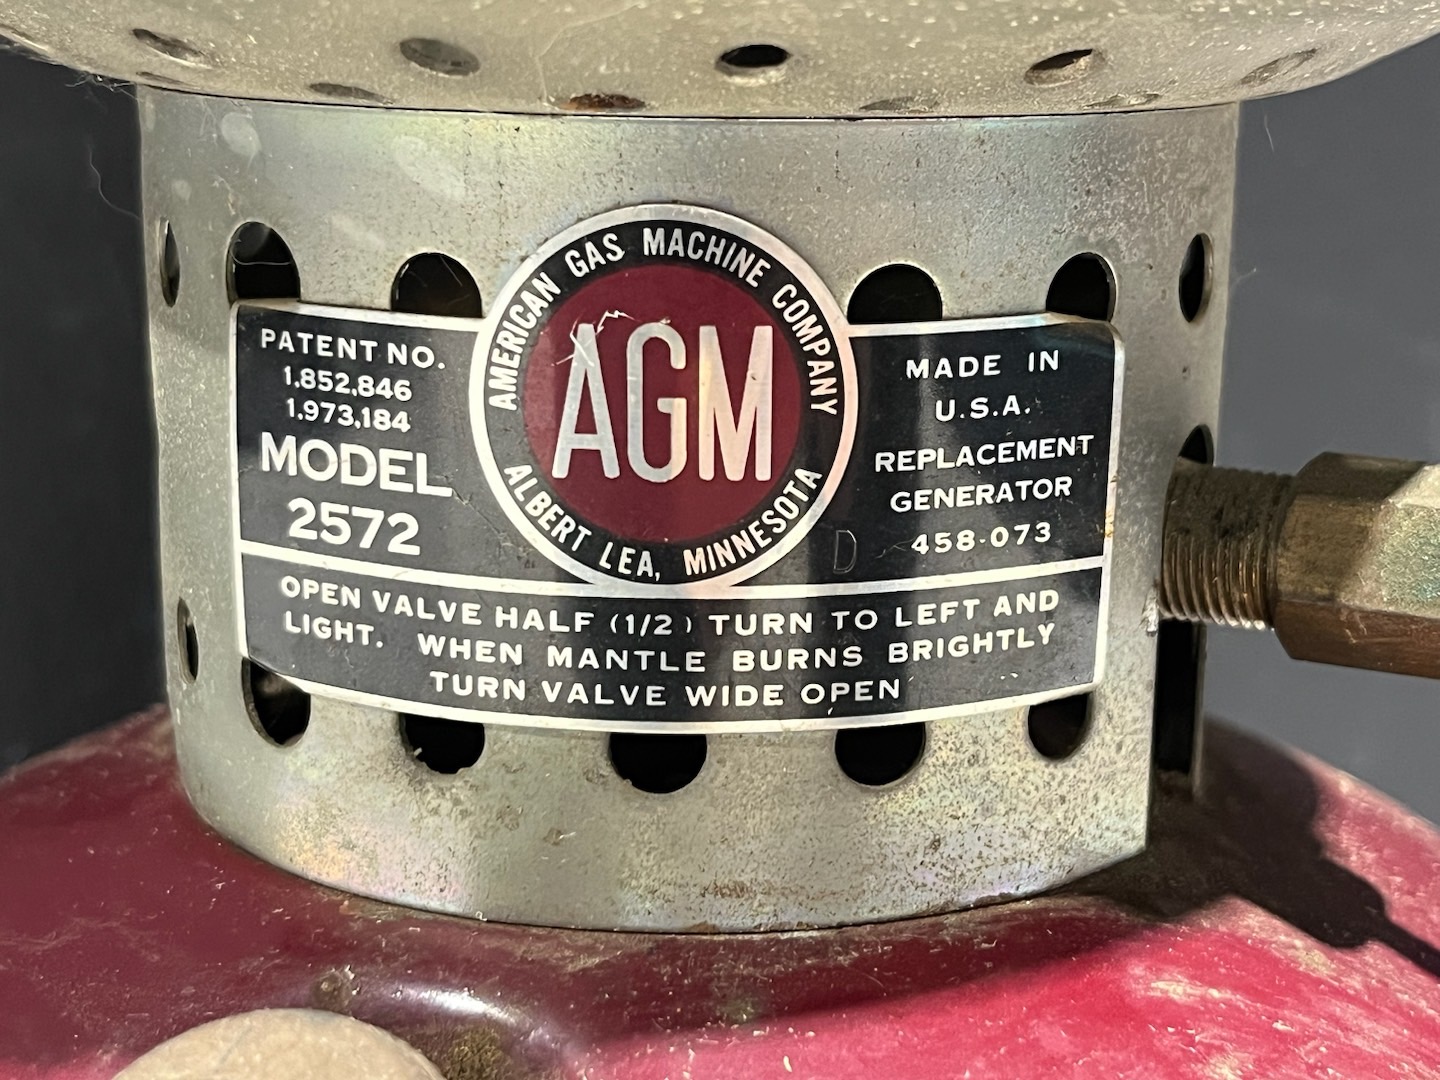 AMERICAN GAS MACHINE COMPANY
AGM
ALBERT LEA, MINNESOTA
PATENT NO.
1,852,846
1,973,184
MODEL
2572
MADE IN
U.S.A.
REPLACEMENT
GENERATOR
458-073
D
OPEN VALVE HALF (1/2) TURN TO LEFT AND
LIGHT. WHEN MANTLE BURNS BRIGHTLY
TURN VALVE WIDE OPEN